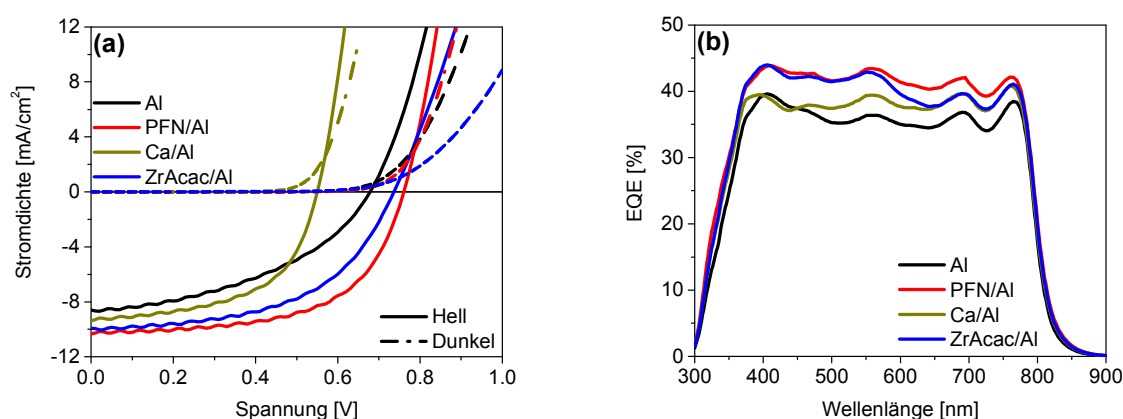 (a)
Stromdichte [mA/cm²]
12
8
4
0
-4
-8
-12
Al
PFN/Al
Ca/Al
ZrAcac/Al
Hell
Dunkel
0.0 0.2 0.4 0.6 0.8 1.0
Spannung [V]
(b)
EQE [%]
50
40
30
20
10
0
Al
PFN/Al
Ca/Al
ZrAcac/Al
300 400 500 600 700 800 900
Wellenlänge [nm]